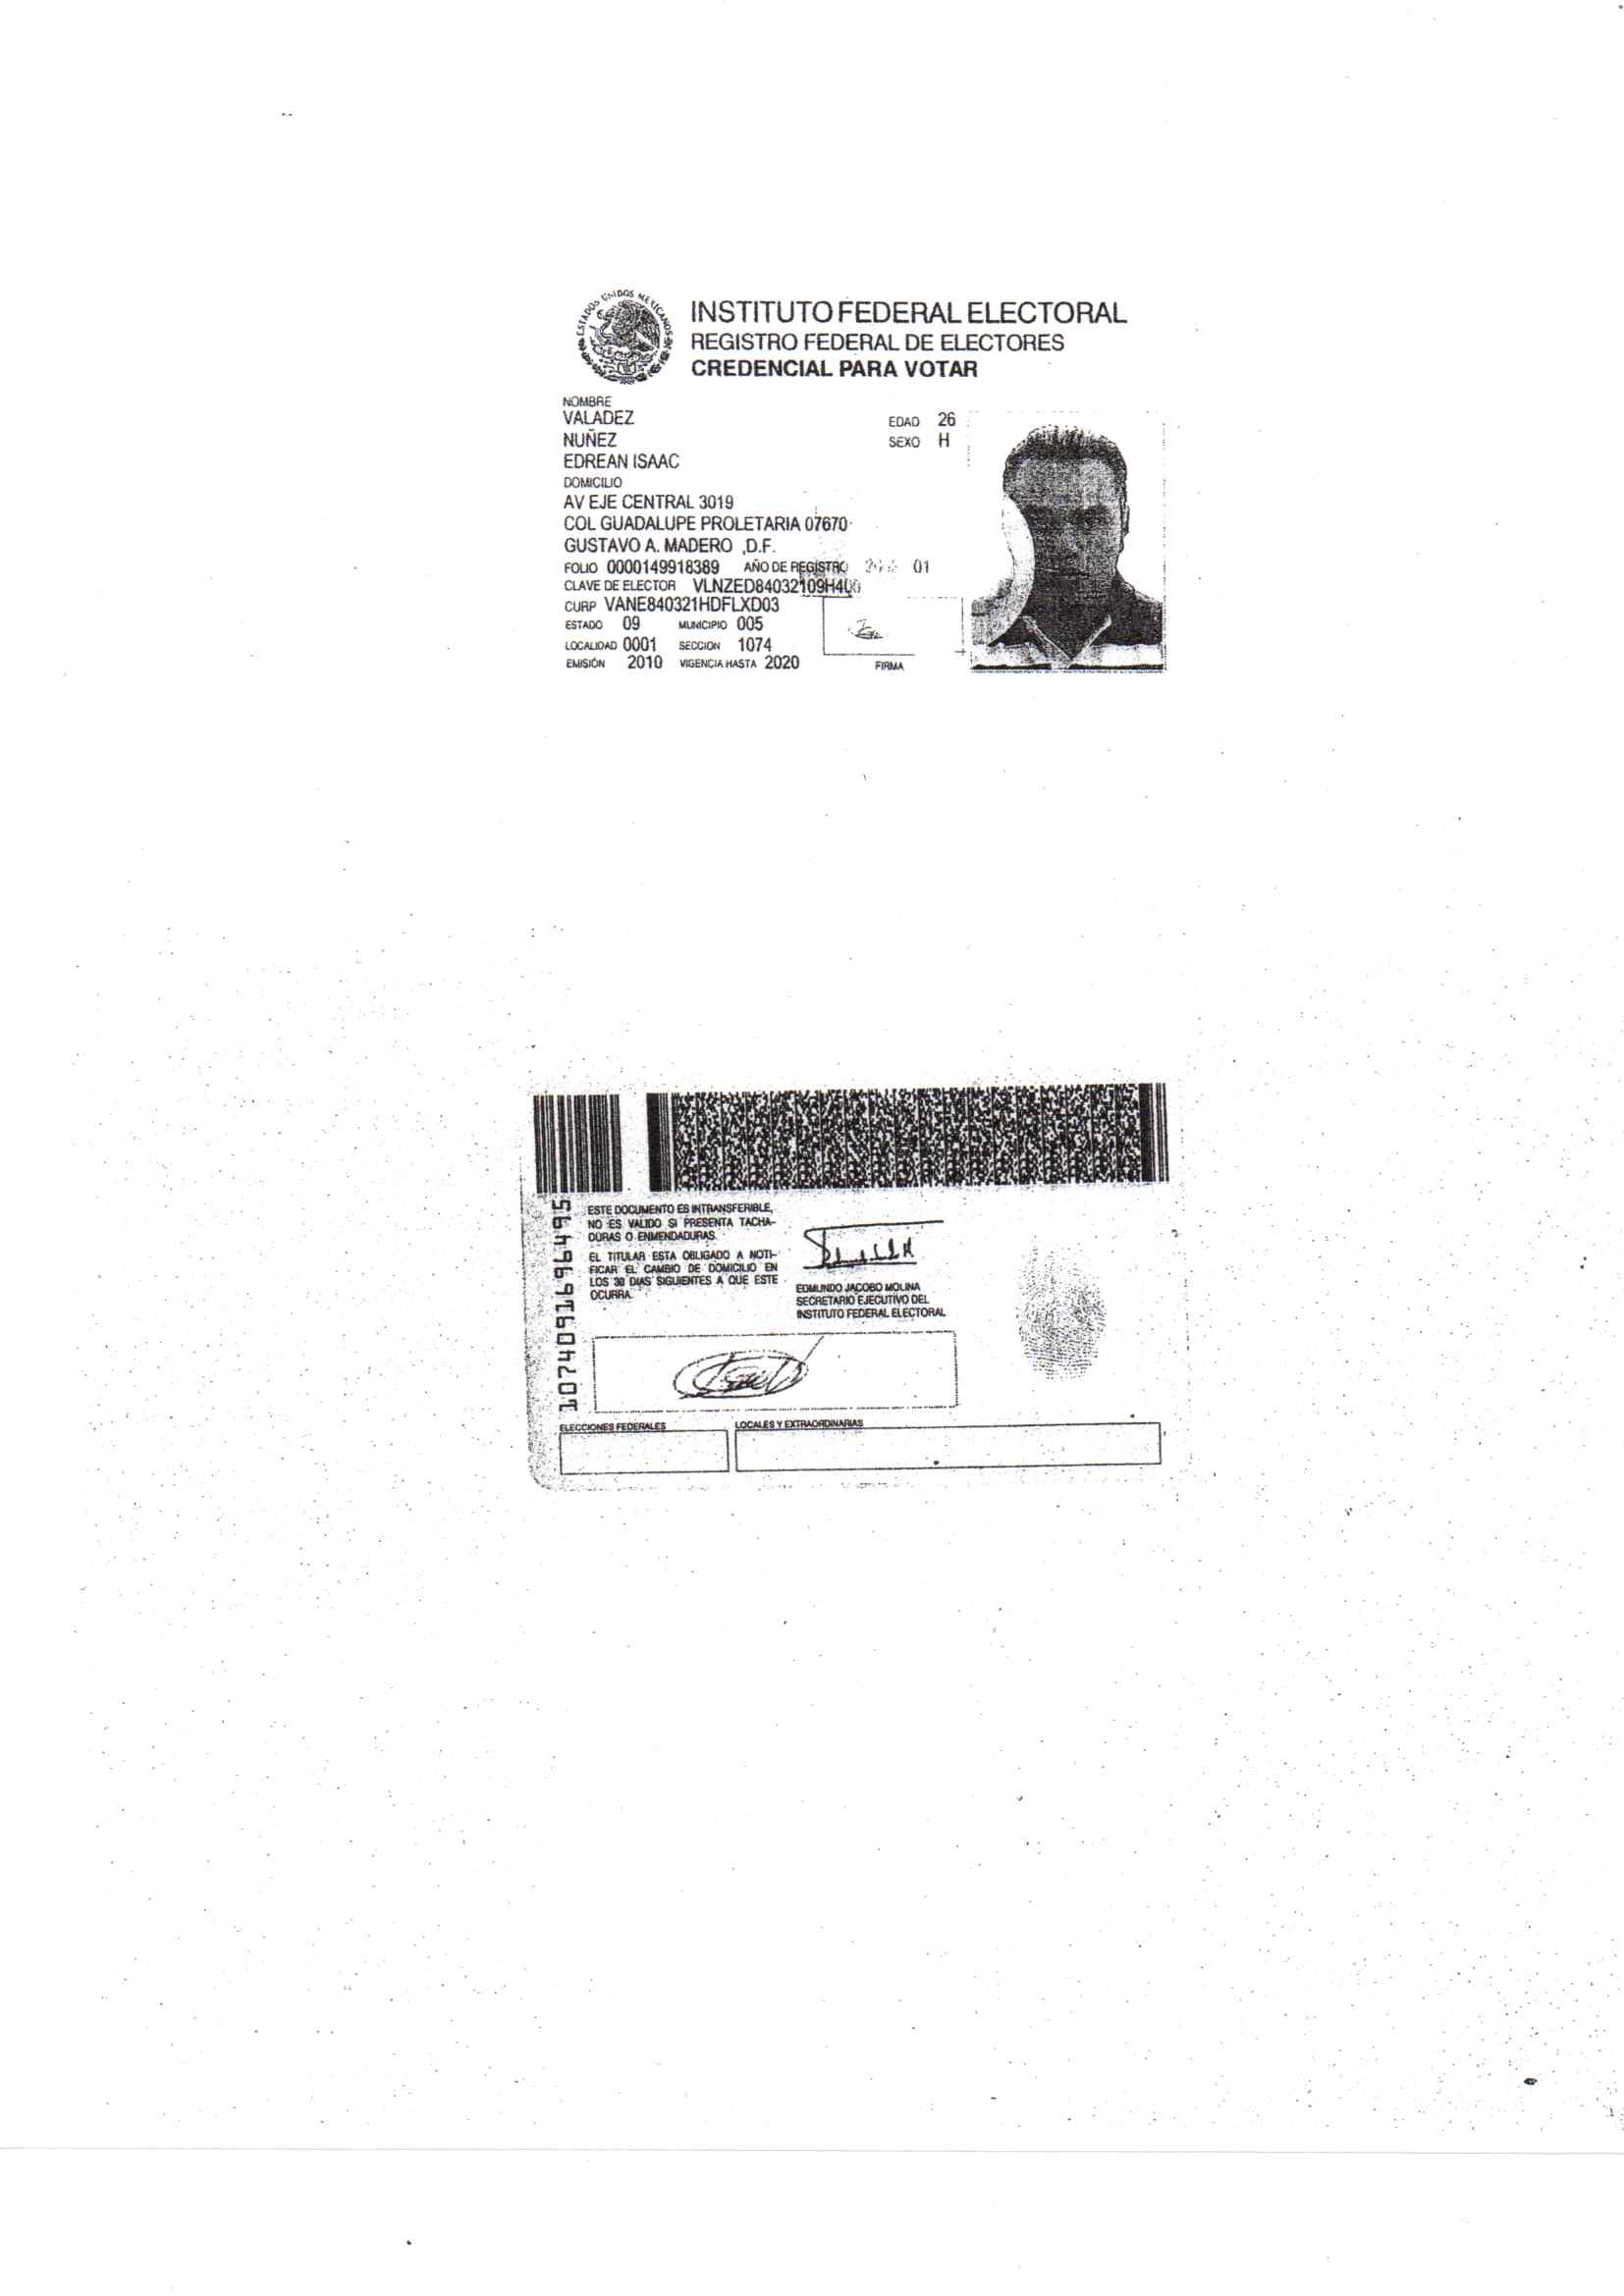 ESTADOS UNIDOS MEXICANOS
INSTITUTO FEDERAL ELECTORAL
REGISTRO FEDERAL DE ELECTORES
CREDENCIAL PARA VOTAR
NOMBRE
VALADEZ
NUÑEZ
EDREAN ISAAC
EDAD 26
SEXO H
DOMICILIO
AV EJE CENTRAL 3019
COL GUADALUPE PROLETARIA 07670
GUSTAVO A. MADERO ,D.F.
FOLIO 0000149918389 AÑO DE REGISTRO 01
CLAVE DE ELECTOR VLNZED84032109H400
CURP VANE840321HDFLXD03
ESTADO 09 MUNICIPIO 005
LOCALIDAD 0001 SECCION 1074
EMISIÓN 2010 VIGENCIA HASTA 2020
FIRMA
1074091696495
ESTE DOCUMENTO ES INTRANSFERIBLE,
NO ES VALIDO SI PRESENTA TACHA-
DURAS O ENMENDADURAS.
EL TITULAR ESTA OBLIGADO A NOTI-
FICAR EL CAMBIO DE DOMICILIO EN
LOS 30 DIAS SIGUIENTES A QUE ESTE
OCURRA.
EDMUNDO JACOBO MOLINA
SECRETARIO EJECUTIVO DEL
INSTITUTO FEDERAL ELECTORAL
ELECCIONES FEDERALES
LOCALES Y EXTRAORDINARIAS